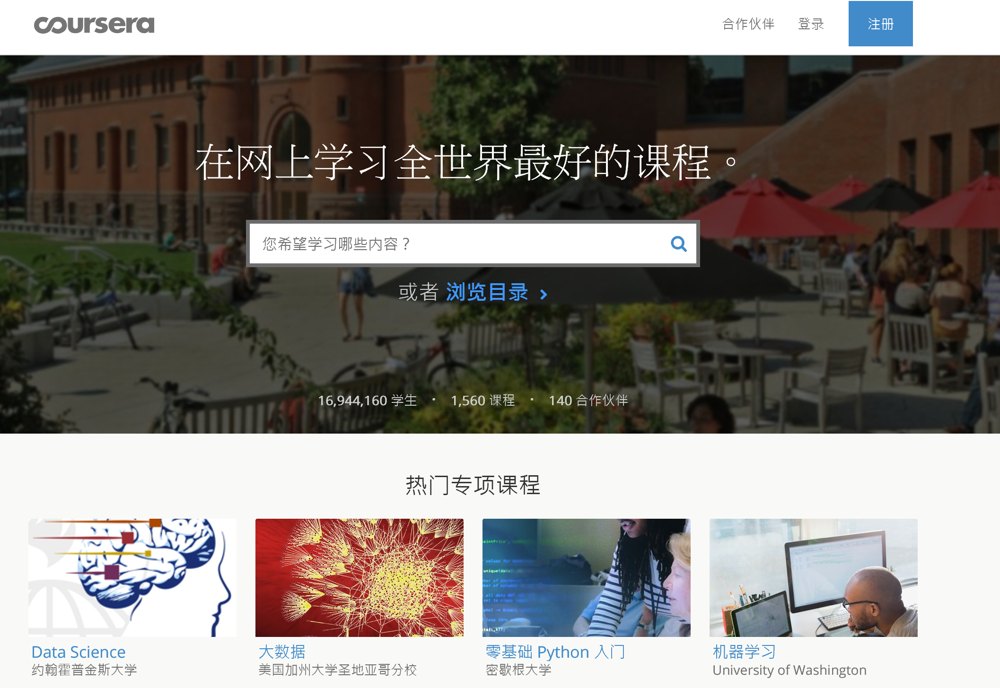 coursera
合作伙伴 登录 注册
在网上学习全世界最好的课程。
您希望学习哪些内容？
或者 浏览目录 ›
16,944,160 学生 · 1,560 课程 · 140 合作伙伴
热门专项课程
Data Science
约翰霍普金斯大学
大数据
美国加州大学圣地亚哥分校
零基础 Python 入门
密歇根大学
机器学习
University of Washington